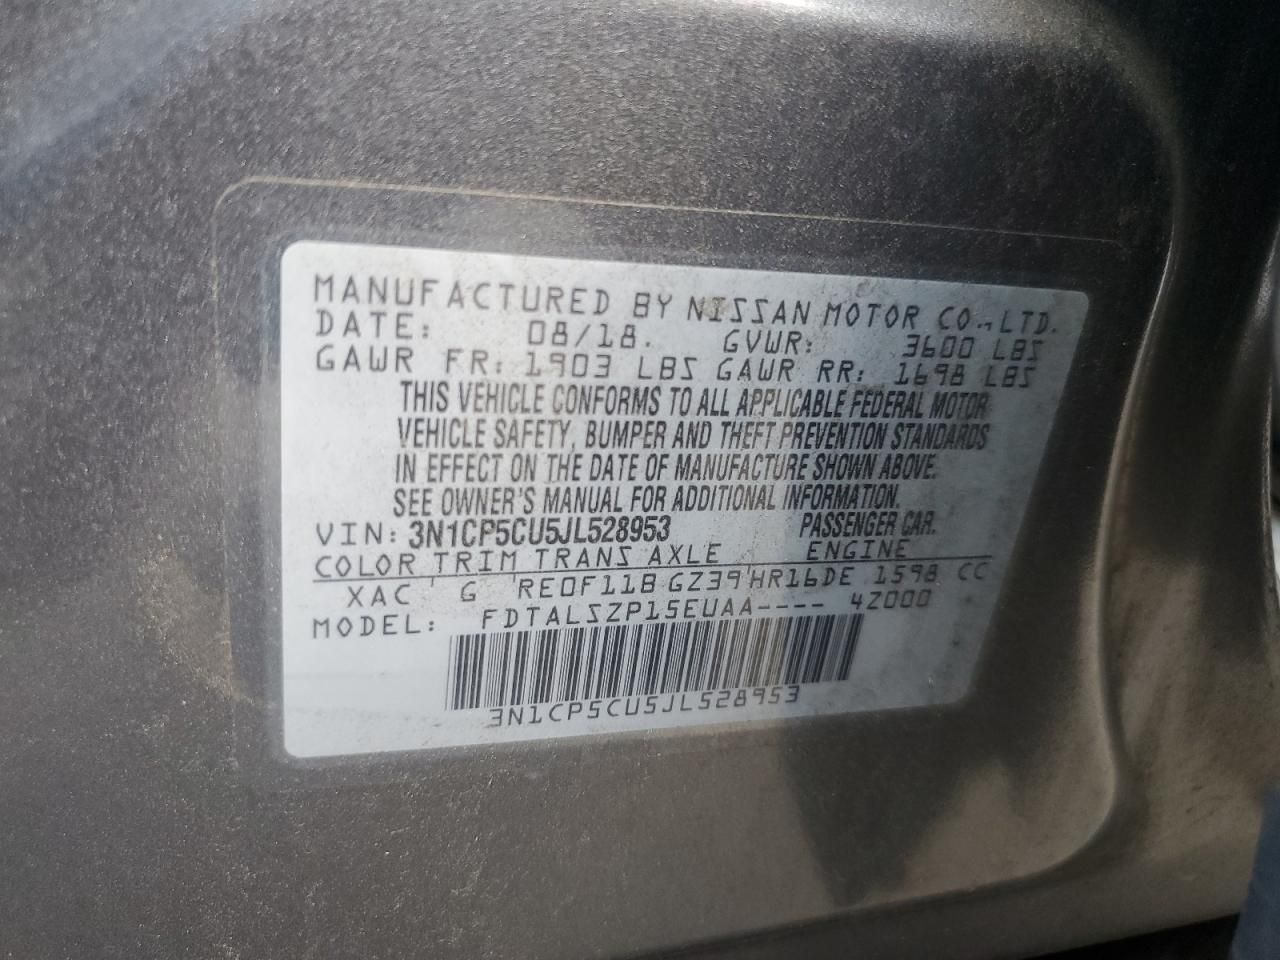 MANUFACTURED BY NISSAN MOTOR CO.,LTD.
DATE: 08/18. GVWR: 3600 LBS
GAWR FR: 1903 LBS GAWR RR: 1698 LBS
THIS VEHICLE CONFORMS TO ALL APPLICABLE FEDERAL MOTOR
VEHICLE SAFETY, BUMPER AND THEFT PREVENTION STANDARDS
IN EFFECT ON THE DATE OF MANUFACTURE SHOWN ABOVE.
SEE OWNER'S MANUAL FOR ADDITIONAL INFORMATION.
VIN: 3N1CP5CU5JL528953 PASSENGER CAR.
COLOR TRIM TRANS AXLE ENGINE
XAC G RE0F11B GZ39 HR16DE 1598 CC
MODEL: FDTALSZP15EUAA---- 4Z000
3N1CP5CU5JL528953